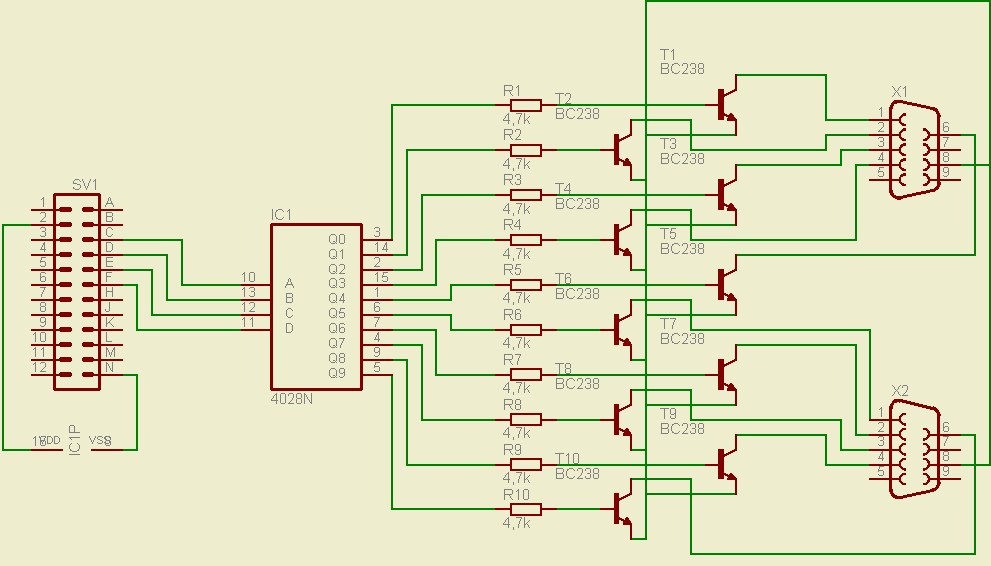 SV1
1 A
2 B
3 C
4 D
5 E
6 F
7 H
8 J
9 K
10 L
11 M
12 N
16 VDD VSS 8
IC1P
IC1
10 A
13 B
12 C
11 D
Q0 3
Q1 14
Q2 2
Q3 15
Q4 1
Q5 6
Q6 7
Q7 4
Q8 9
Q9 5
4028N
R1
4,7k
R2
4,7k
R3
4,7k
R4
4,7k
R5
4,7k
R6
4,7k
R7
4,7k
R8
4,7k
R9
4,7k
R10
4,7k
T1
BC238
T2
BC238
T3
BC238
T4
BC238
T5
BC238
T6
BC238
T7
BC238
T8
BC238
T9
BC238
T10
BC238
X1
1
2
3
4
5
6
7
8
9
X2
1
2
3
4
5
6
7
8
9